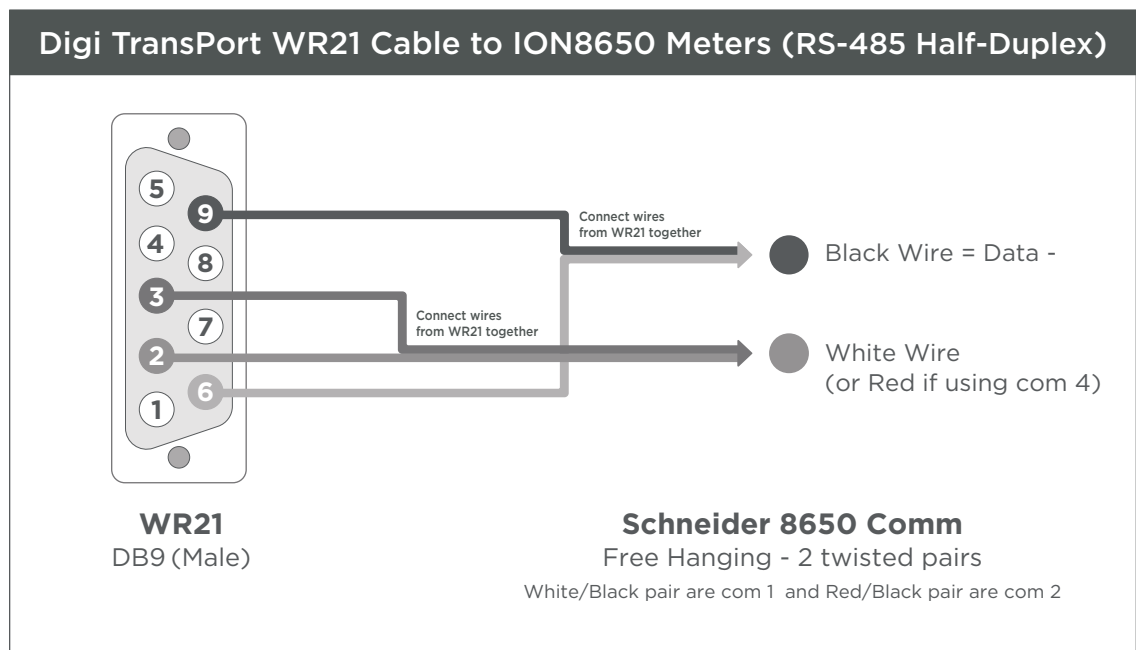 Digi TransPort WR21 Cable to ION8650 Meters (RS-485 Half-Duplex)
5
9
4
8
3
7
2
6
1
Connect wires
from WR21 together
Connect wires
from WR21 together
Black Wire = Data -
White Wire
(or Red if using com 4)
WR21
DB9 (Male)
Schneider 8650 Comm
Free Hanging - 2 twisted pairs
White/Black pair are com 1 and Red/Black pair are com 2